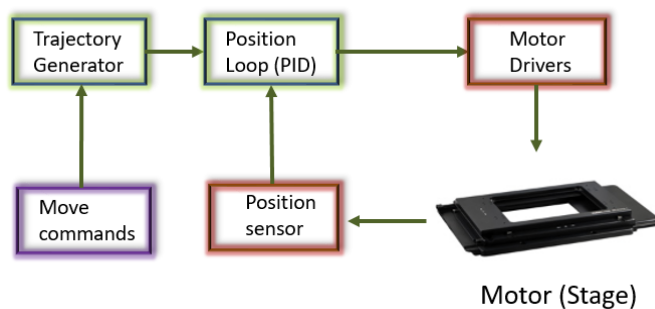 Trajectory
Generator
Position
Loop (PID)
Motor
Drivers
Move
commands
Position
sensor
Motor (Stage)